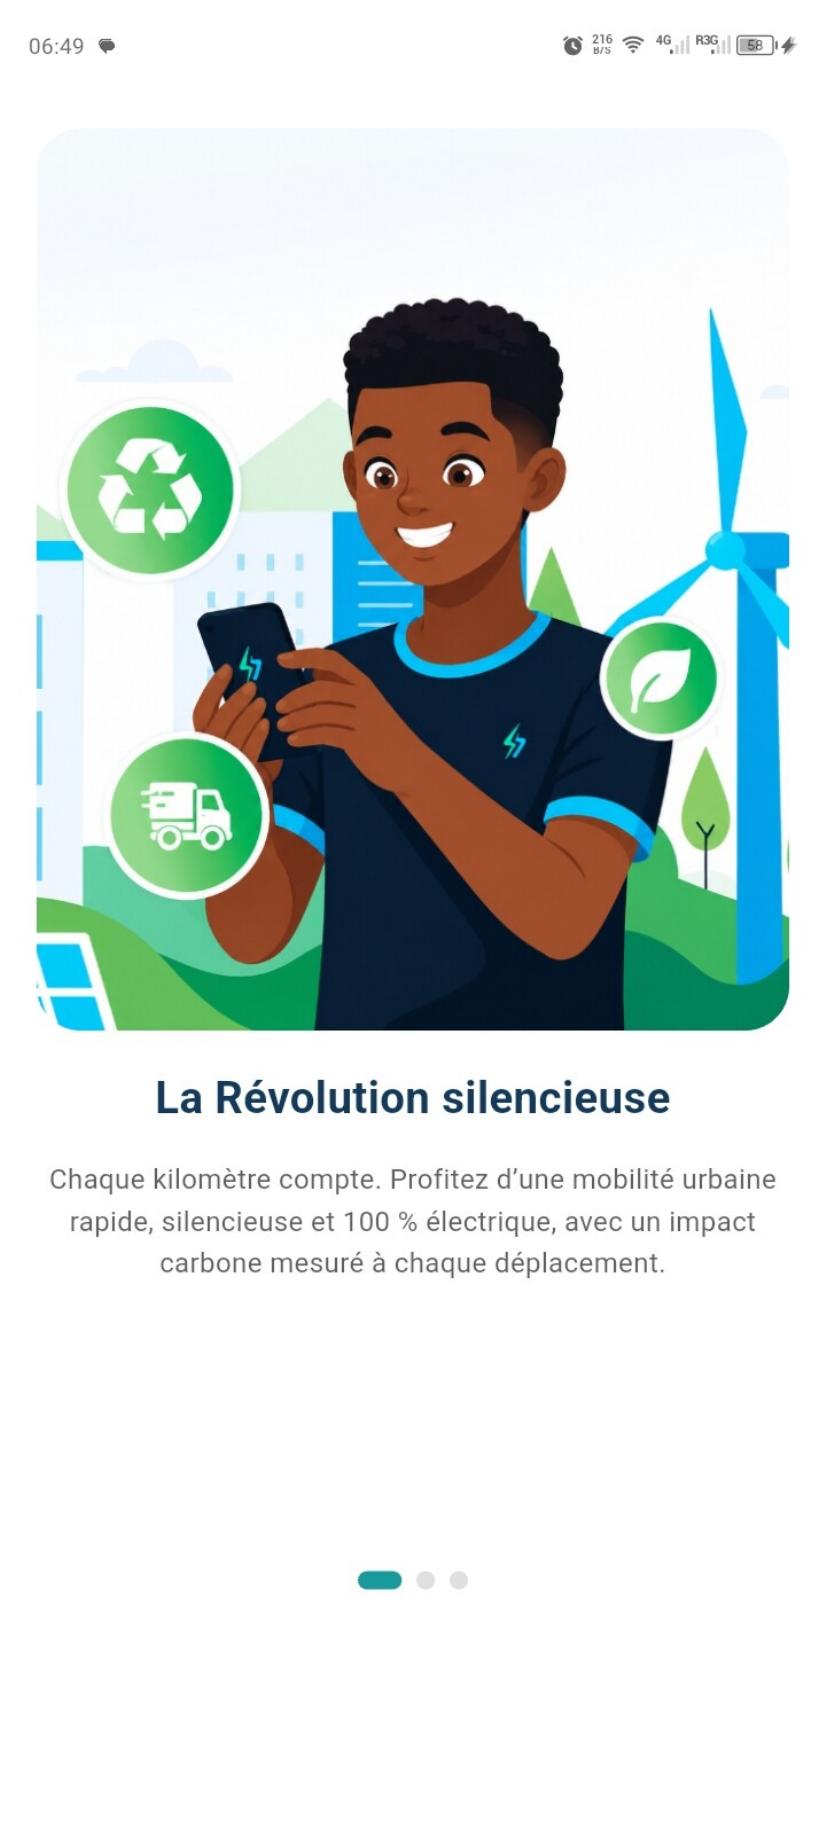 06:49
216
B/S
4G
R3G
58
La Révolution silencieuse
Chaque kilomètre compte. Profitez d’une mobilité urbaine
rapide, silencieuse et 100 % électrique, avec un impact
carbone mesuré à chaque déplacement.